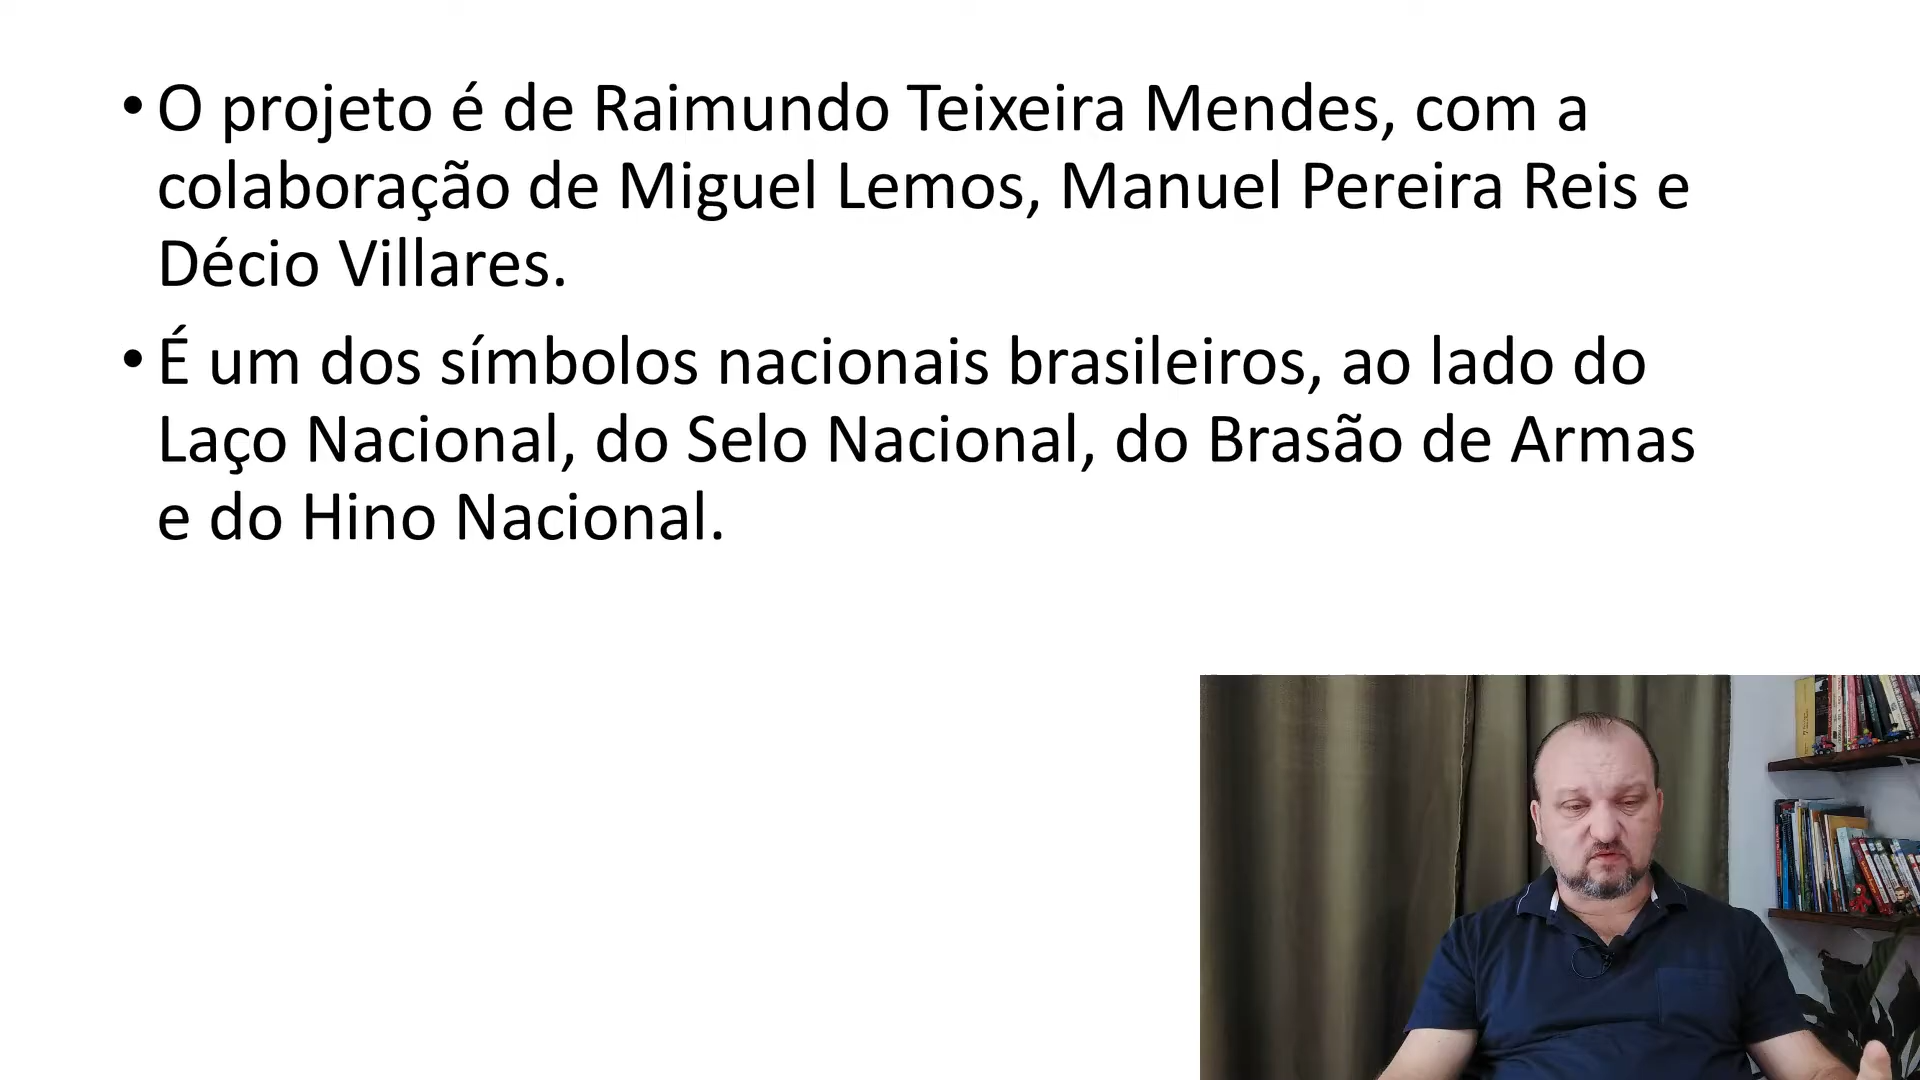 • O projeto é de Raimundo Teixeira Mendes, com a
colaboração de Miguel Lemos, Manuel Pereira Reis e
Décio Villares.
• É um dos símbolos nacionais brasileiros, ao lado do
Laço Nacional, do Selo Nacional, do Brasão de Armas
e do Hino Nacional.